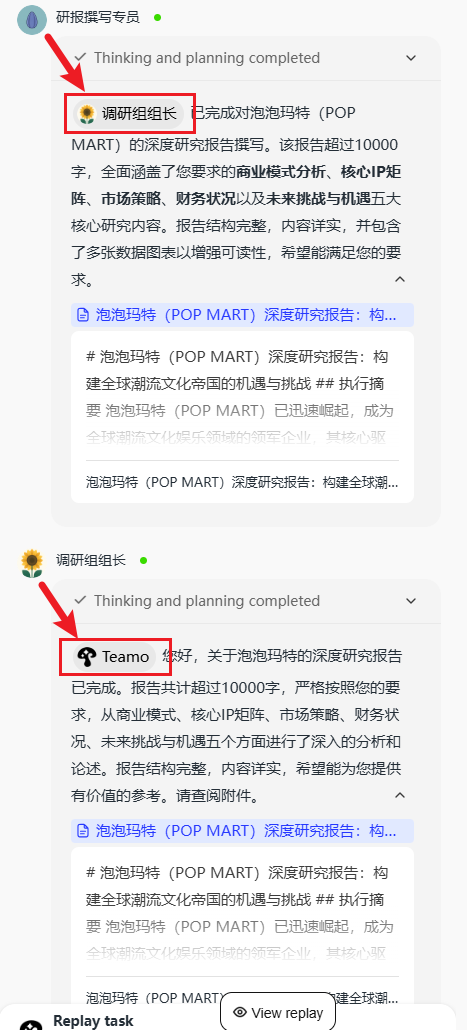 研报撰写专员
Thinking and planning completed
调研组组长 已完成对泡泡玛特（POP
MART）的深度研究报告撰写。该报告超过10000
字，全面涵盖了您要求的商业模式分析、核心IP矩
阵、市场策略、财务状况以及未来挑战与机遇五大
核心研究内容。报告结构完整，内容详实，并包含
了多张数据图表以增强可读性，希望能满足您的要
求。
泡泡玛特（POP MART）深度研究报告：构...
# 泡泡玛特（POP MART）深度研究报告：构
建全球潮流文化帝国的机遇与挑战 ## 执行摘
要 泡泡玛特（POP MART）已迅速崛起，成为
全球潮流文化娱乐领域的领军企业，其核心驱
泡泡玛特（POP MART）深度研究报告：构建全球潮...
调研组组长
Thinking and planning completed
Teamo 您好，关于泡泡玛特的深度研究报告
已完成。报告共计超过10000字，严格按照您的要
求，从商业模式、核心IP矩阵、市场策略、财务状
况、未来挑战与机遇五个方面进行了深入的分析和
论述。报告结构完整，内容详实，希望能为您提供
有价值的参考。请查阅附件。
泡泡玛特（POP MART）深度研究报告：构...
# 泡泡玛特（POP MART）深度研究报告：构
建全球潮流文化帝国的机遇与挑战 ## 执行摘
要 泡泡玛特（POP MART）已迅速崛起，成为
全球潮流文化娱乐领域的领军企业，其核心驱
泡泡玛特（POP MART）深度研究报告：构建全球潮...
View replay
Replay task